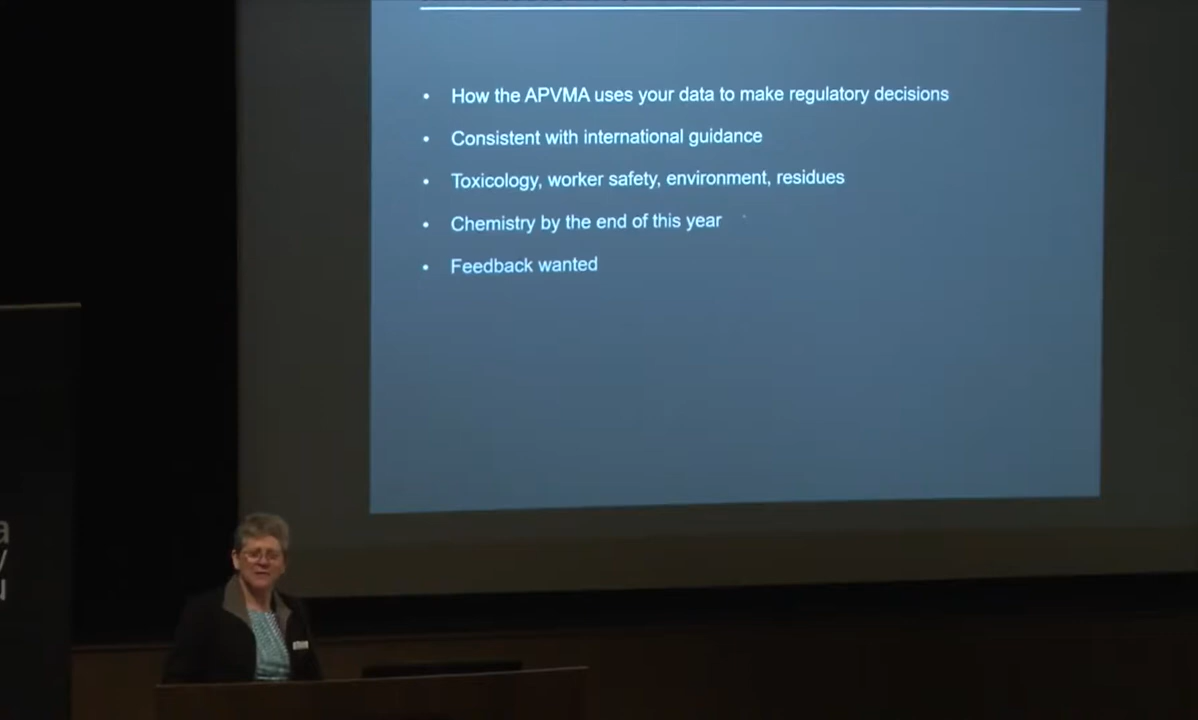 • How the APVMA uses your data to make regulatory decisions
• Consistent with international guidance
• Toxicology, worker safety, environment, residues
• Chemistry by the end of this year
• Feedback wanted